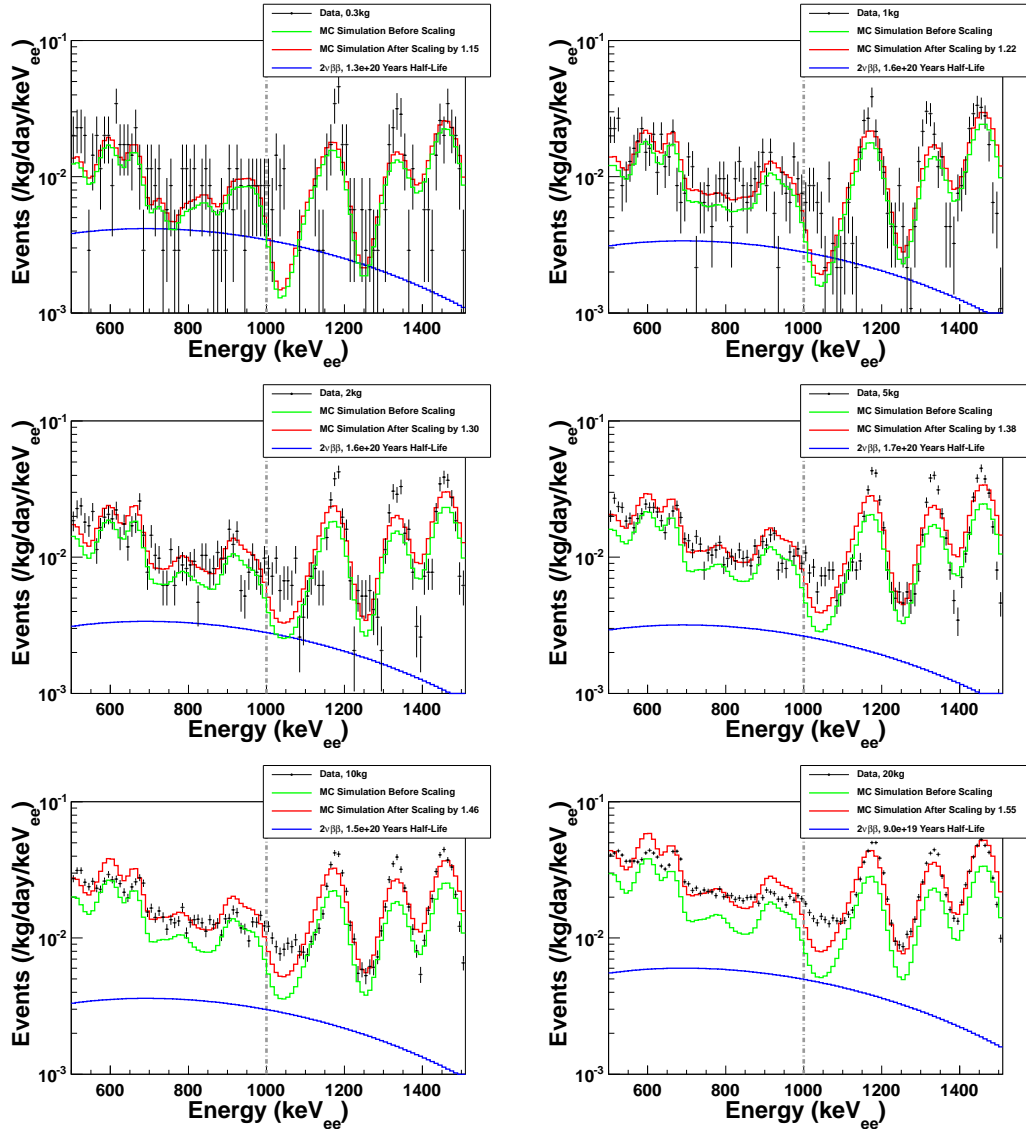 Data, 0.3kg
MC Simulation Before Scaling
MC Simulation After Scaling by 1.15
2νββ, 1.3e+20 Years Half-Life
Events (/kg/day/keVee)
10-1
10-2
10-3
600 800 1000 1200 1400
Energy (keVee)
Data, 1kg
MC Simulation Before Scaling
MC Simulation After Scaling by 1.22
2νββ, 1.6e+20 Years Half-Life
Events (/kg/day/keVee)
10-1
10-2
10-3
600 800 1000 1200 1400
Energy (keVee)
Data, 2kg
MC Simulation Before Scaling
MC Simulation After Scaling by 1.30
2νββ, 1.6e+20 Years Half-Life
Events (/kg/day/keVee)
10-1
10-2
10-3
600 800 1000 1200 1400
Energy (keVee)
Data, 5kg
MC Simulation Before Scaling
MC Simulation After Scaling by 1.38
2νββ, 1.7e+20 Years Half-Life
Events (/kg/day/keVee)
10-1
10-2
10-3
600 800 1000 1200 1400
Energy (keVee)
Data, 10kg
MC Simulation Before Scaling
MC Simulation After Scaling by 1.46
2νββ, 1.5e+20 Years Half-Life
Events (/kg/day/keVee)
10-1
10-2
10-3
600 800 1000 1200 1400
Energy (keVee)
Data, 20kg
MC Simulation Before Scaling
MC Simulation After Scaling by 1.55
2νββ, 9.0e+19 Years Half-Life
Events (/kg/day/keVee)
10-1
10-2
10-3
600 800 1000 1200 1400
Energy (keVee)